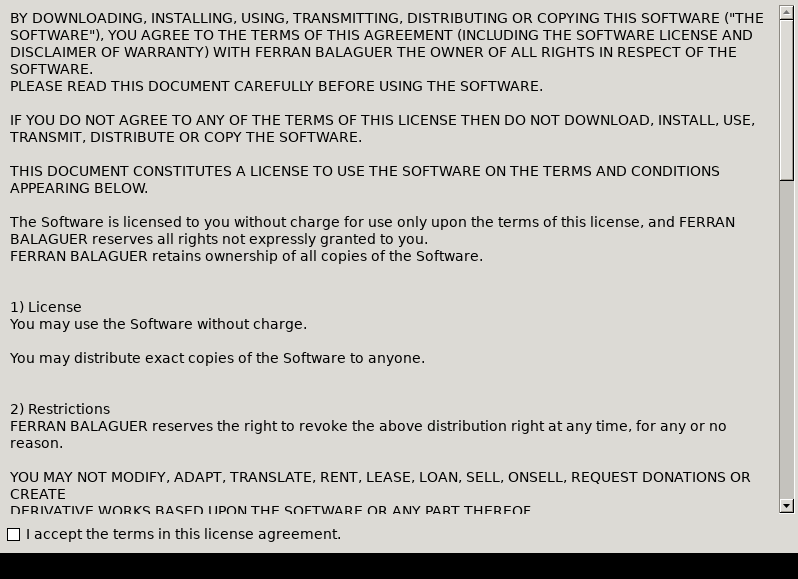 BY DOWNLOADING, INSTALLING, USING, TRANSMITTING, DISTRIBUTING OR COPYING THIS SOFTWARE ("THE
SOFTWARE"), YOU AGREE TO THE TERMS OF THIS AGREEMENT (INCLUDING THE SOFTWARE LICENSE AND
DISCLAIMER OF WARRANTY) WITH FERRAN BALAGUER THE OWNER OF ALL RIGHTS IN RESPECT OF THE
SOFTWARE.
PLEASE READ THIS DOCUMENT CAREFULLY BEFORE USING THE SOFTWARE.
IF YOU DO NOT AGREE TO ANY OF THE TERMS OF THIS LICENSE THEN DO NOT DOWNLOAD, INSTALL, USE,
TRANSMIT, DISTRIBUTE OR COPY THE SOFTWARE.
THIS DOCUMENT CONSTITUTES A LICENSE TO USE THE SOFTWARE ON THE TERMS AND CONDITIONS
APPEARING BELOW.
The Software is licensed to you without charge for use only upon the terms of this license, and FERRAN
BALAGUER reserves all rights not expressly granted to you.
FERRAN BALAGUER retains ownership of all copies of the Software.
1) License
You may use the Software without charge.
You may distribute exact copies of the Software to anyone.
2) Restrictions
FERRAN BALAGUER reserves the right to revoke the above distribution right at any time, for any or no
reason.
YOU MAY NOT MODIFY, ADAPT, TRANSLATE, RENT, LEASE, LOAN, SELL, ONSELL, REQUEST DONATIONS OR
CREATE
DERIVATIVE WORKS BASED UPON THE SOFTWARE OR ANY PART THEREOF
I accept the terms in this license agreement.